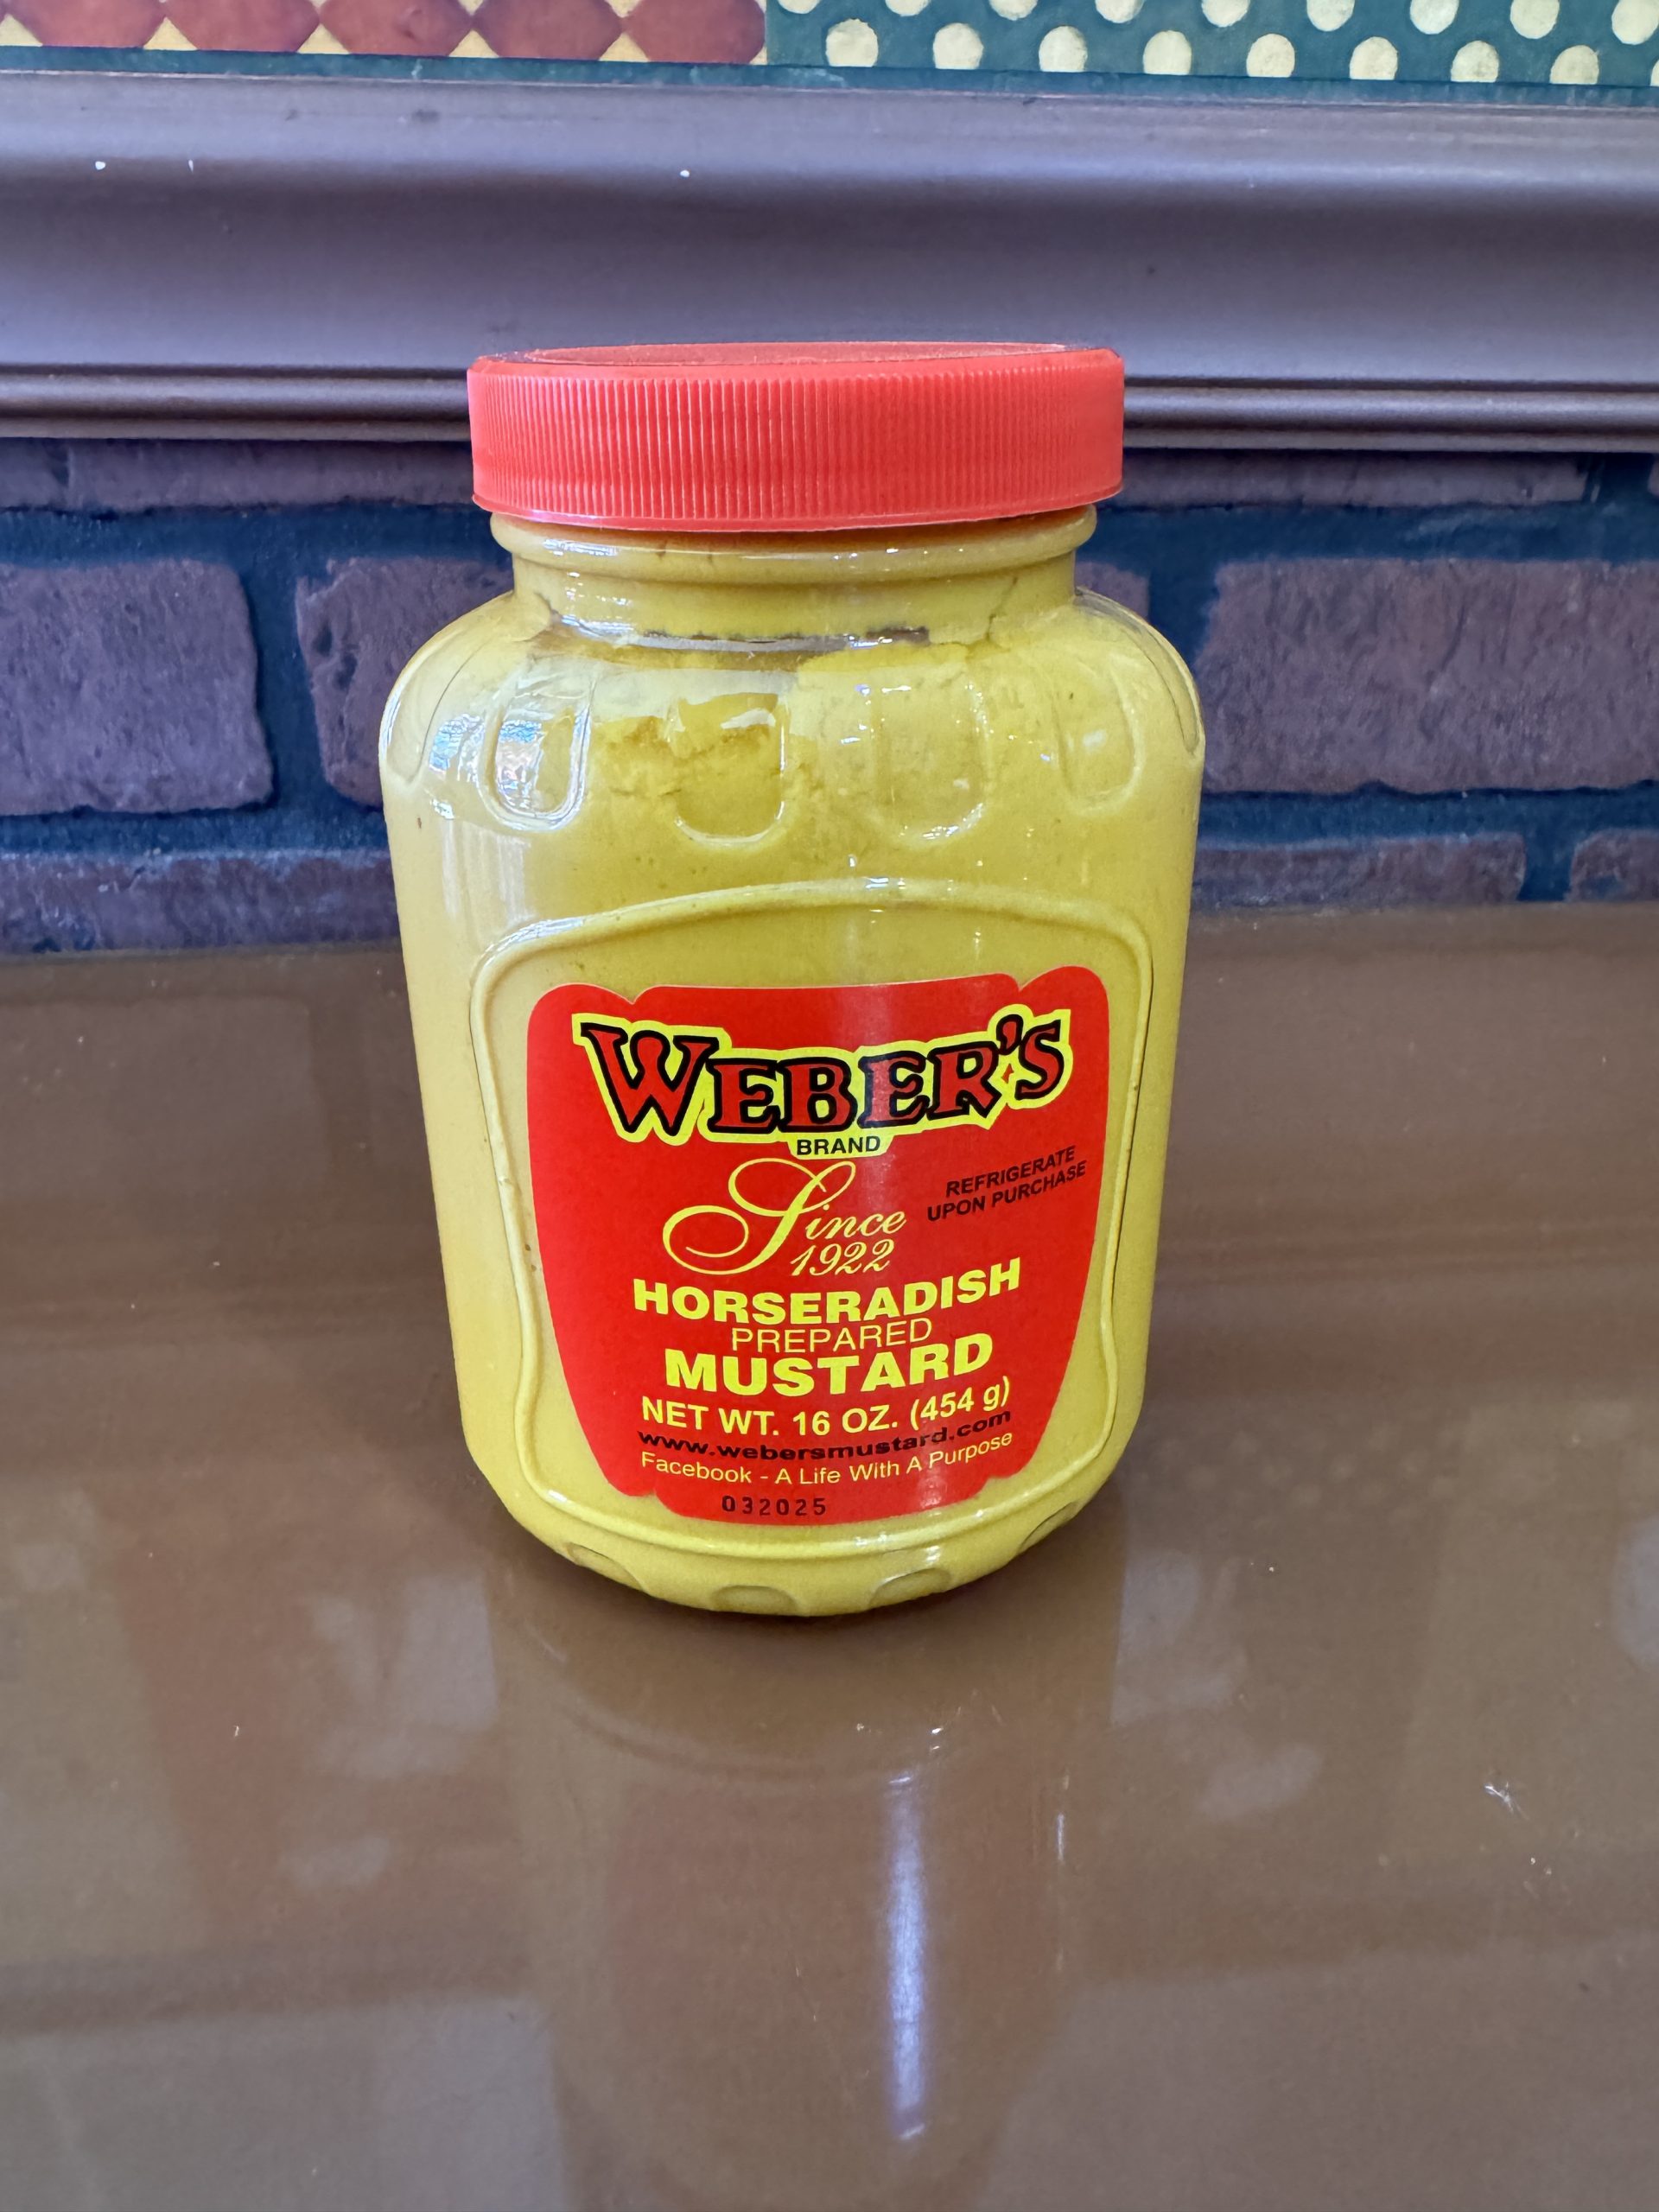 WEBER'S
BRAND
Since
1922
REFRIGERATE
UPON PURCHASE
HORSERADISH
PREPARED
MUSTARD
NET WT. 16 OZ. (454 g)
www.webersmustard.com
Facebook - A Life With A Purpose
032025